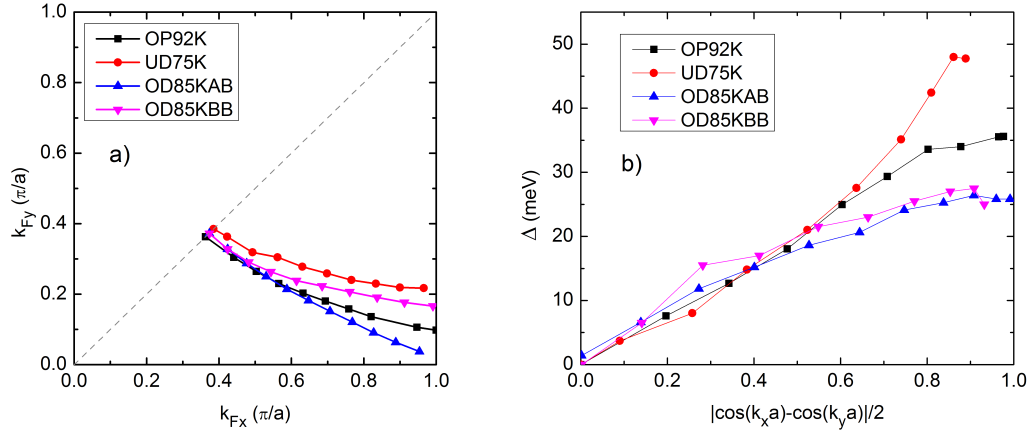 1.0
0.8
0.6
0.4
0.2
0.0
k_Fy (π/a)
OP92K
UD75K
OD85KAB
OD85KBB
a)
0.0 0.2 0.4 0.6 0.8 1.0
k_Fx (π/a)
50
40
30
20
10
0
Δ (meV)
OP92K
UD75K
OD85KAB
OD85KBB
b)
0.0 0.2 0.4 0.6 0.8 1.0
|cos(k_xa)-cos(k_ya)|/2